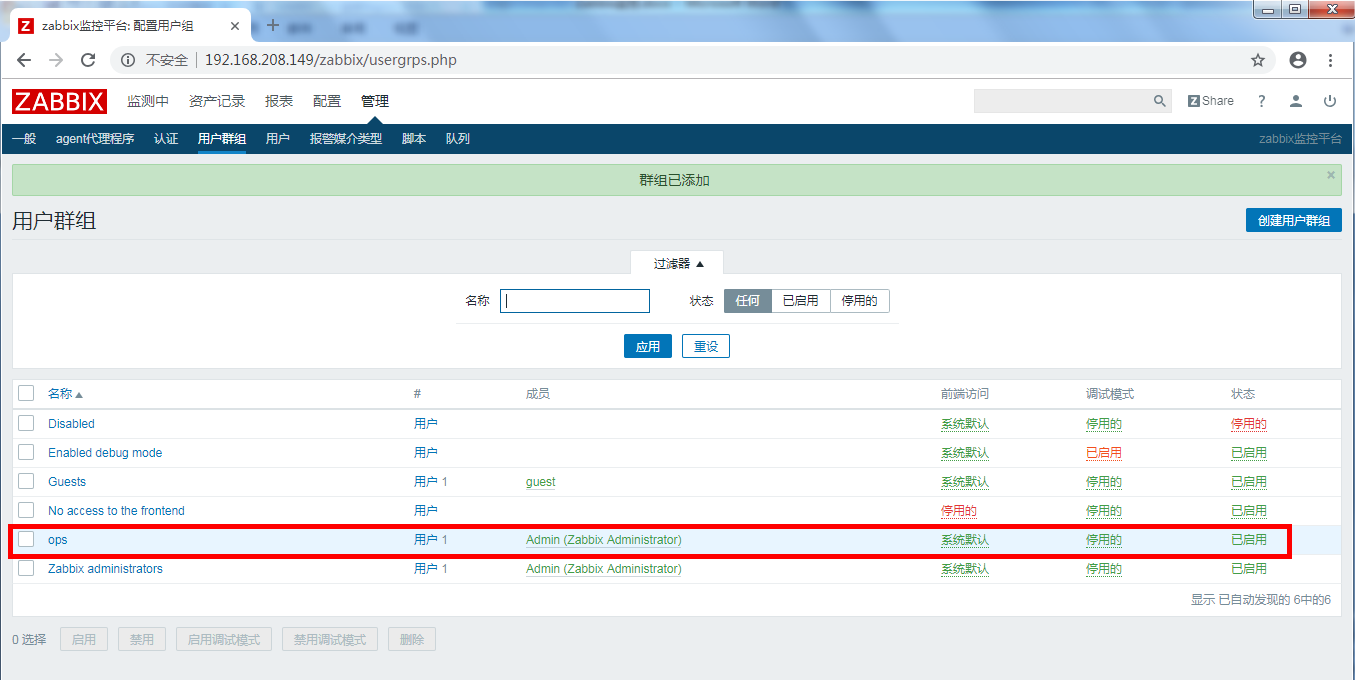 zabbix监控平台: 配置用户组
不安全 192.168.208.149/zabbix/usergrps.php
ZABBIX 监测中 资产记录 报表 配置 管理 Z Share ?
一般 agent代理程序 认证 用户群组 用户 报警媒介类型 脚本 队列 zabbix监控平台
群组已添加
用户群组 创建用户群组
过滤器
名称 状态 任何 已启用 停用的
应用 重设
名称 # 成员 前端访问 调试模式 状态
Disabled 用户 系统默认 停用的 停用的
Enabled debug mode 用户 系统默认 已启用 已启用
Guests 用户 1 guest 系统默认 停用的 已启用
No access to the frontend 用户 停用的 停用的 已启用
ops 用户 1 Admin (Zabbix Administrator) 系统默认 停用的 已启用
Zabbix administrators 用户 1 Admin (Zabbix Administrator) 系统默认 停用的 已启用
显示 已自动发现的 6中的6
0 选择 启用 禁用 启用调试模式 禁用调试模式 删除